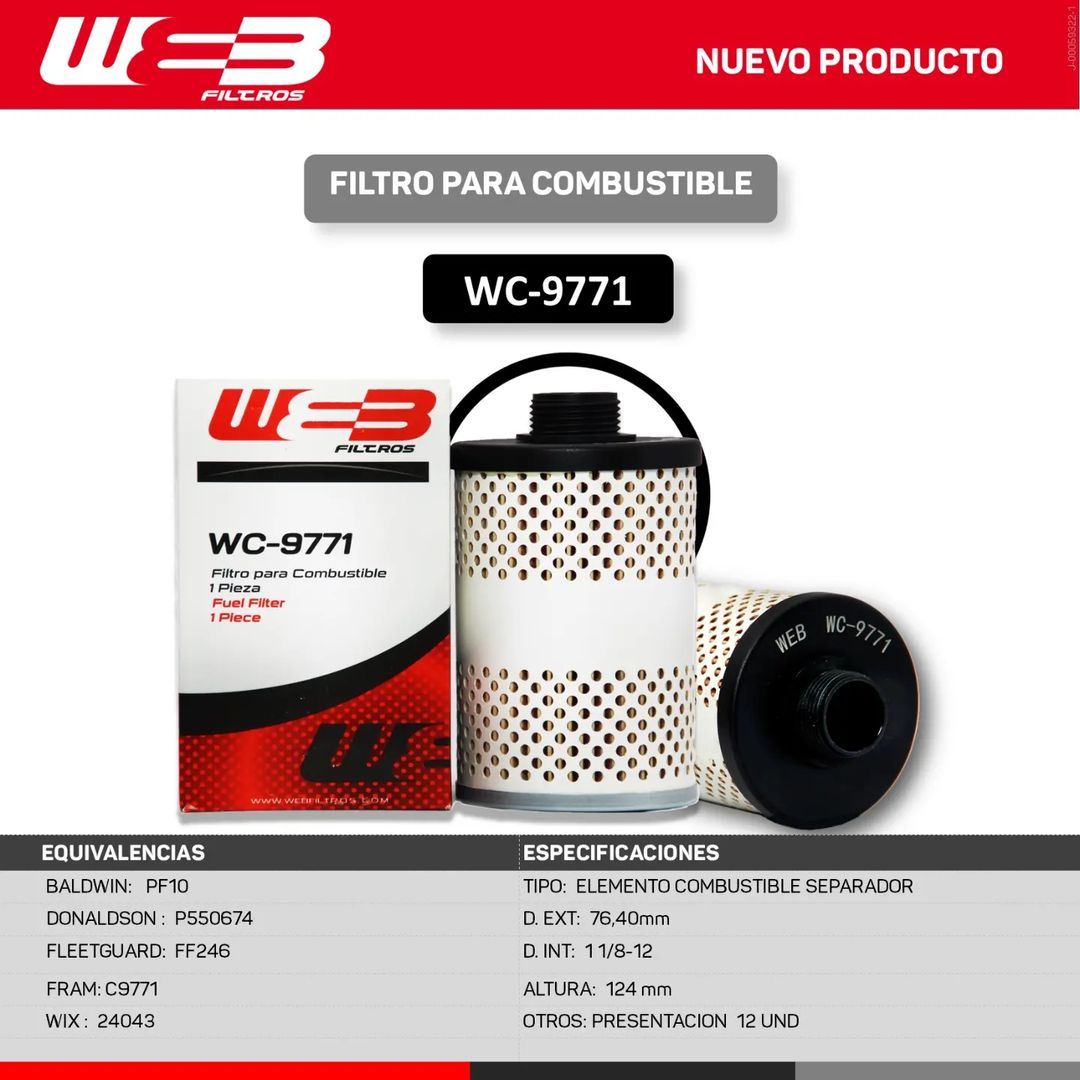 WEB
FILTROS
NUEVO PRODUCTO
J-00059322-1
FILTRO PARA COMBUSTIBLE
WC-9771
WEB
FILTROS
WC-9771
Filtro para Combustible
1 Pieza
Fuel Filter
1 Piece
WWW.WEBFILTROS.COM
WEB WC-9771
EQUIVALENCIAS
BALDWIN: PF10
DONALDSON : P550674
FLEETGUARD: FF246
FRAM: C9771
WIX : 24043
ESPECIFICACIONES
TIPO: ELEMENTO COMBUSTIBLE SEPARADOR
D. EXT: 76,40mm
D. INT: 1 1/8-12
ALTURA: 124 mm
OTROS: PRESENTACION 12 UND